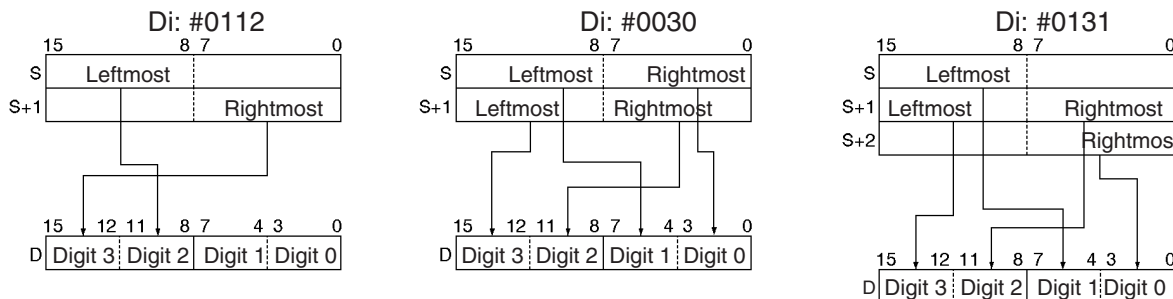 Di: #0112 Di: #0030 Di: #0131
15 8 7 0 15 8 7 0 15 8 7 0
S Leftmost S Leftmost Rightmost S Leftmost
S+1 Rightmost S+1 Leftmost Rightmost S+1 Leftmost Rightmost
S+2 Rightmos
15 12 11 8 7 4 3 0 15 12 11 8 7 4 3 0 15 12 11 8 7 4 3 0
D Digit 3 Digit 2 Digit 1 Digit 0 D Digit 3 Digit 2 Digit 1 Digit 0 D Digit 3 Digit 2 Digit 1 Digit 0